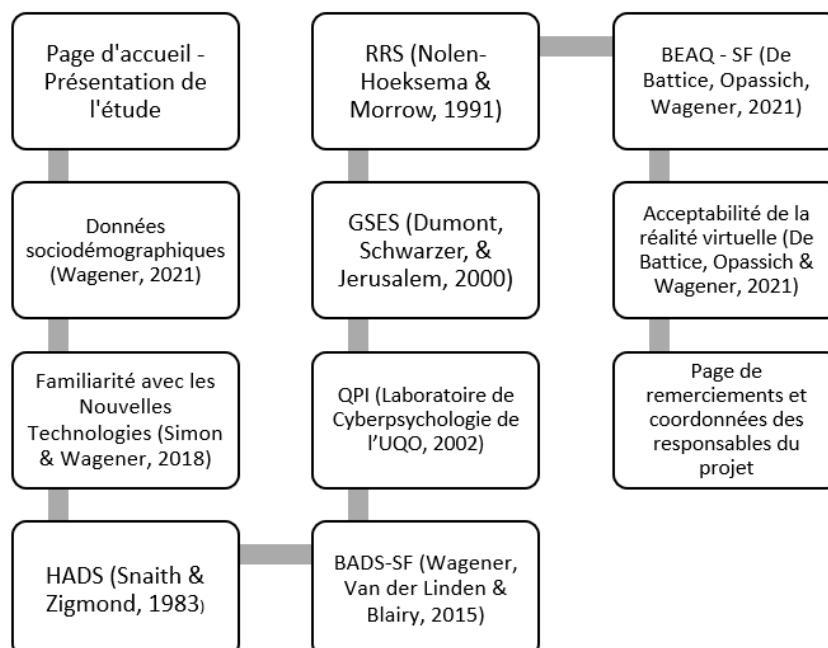 Page d'accueil -
Présentation de
l'étude
Données
sociodémographiques
(Wagener, 2021)
Familiarité avec les
Nouvelles
Technologies (Simon
& Wagener, 2018)
HADS (Snaith &
Zigmond, 1983)
BADS-SF (Wagener,
Van der Linden &
Blairy, 2015)
QPI (Laboratoire de
Cyberpsychologie de
l’UQO, 2002)
GSES (Dumont,
Schwarzer, &
Jerusalem, 2000)
RRS (Nolen-
Hoeksema &
Morrow, 1991)
BEAQ - SF (De
Battice, Opassich,
Wagener, 2021)
Acceptabilité de la
réalité virtuelle (De
Battice, Opassich &
Wagener, 2021)
Page de
remerciements et
coordonnées des
responsables du
projet